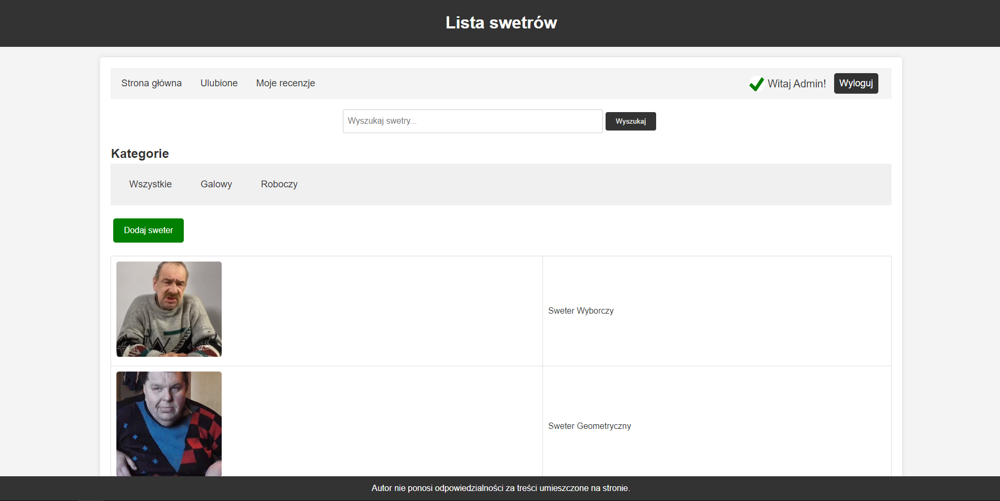 Lista swetrów
Strona główna Ulubione Moje recenzje Witaj Admin! Wyloguj
Wyszukaj swetry... Wyszukaj
Kategorie
Wszystkie Galowy Roboczy
Dodaj sweter
Sweter Wyborczy
Sweter Geometryczny
Autor nie ponosi odpowiedzialności za treści umieszczone na stronie.